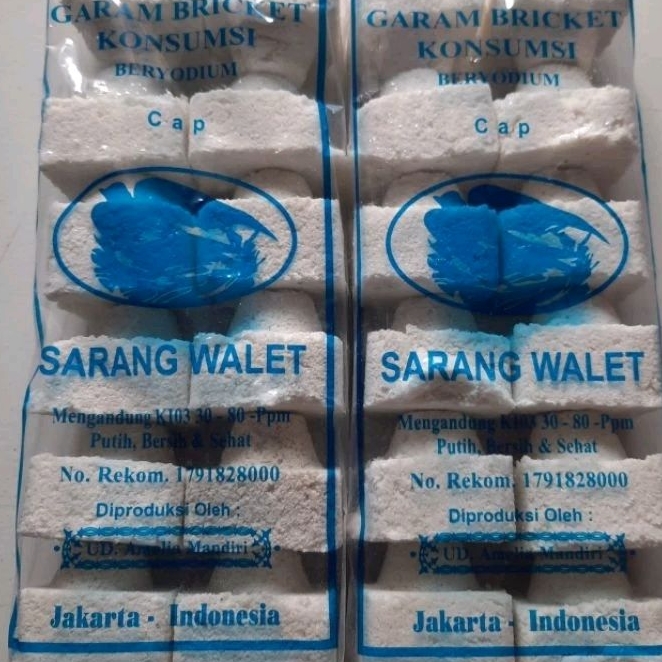 GARAM BRICKET
KONSUMSI
BERYODIUM
Cap
SARANG WALET
Mengandung KI03 30 - 80 -Ppm
Putih, Bersih & Sehat
No. Rekom. 1791828000
Diproduksi Oleh :
UD. Amelia Mandiri
Jakarta - Indonesia
GARAM BRICKET
KONSUMSI
BERYODIUM
Cap
SARANG WALET
Mengandung KI03 30 - 80 -Ppm
Putih, Bersih & Sehat
No. Rekom. 1791828000
Diproduksi Oleh :
UD. Amelia Mandiri
Jakarta - Indonesia